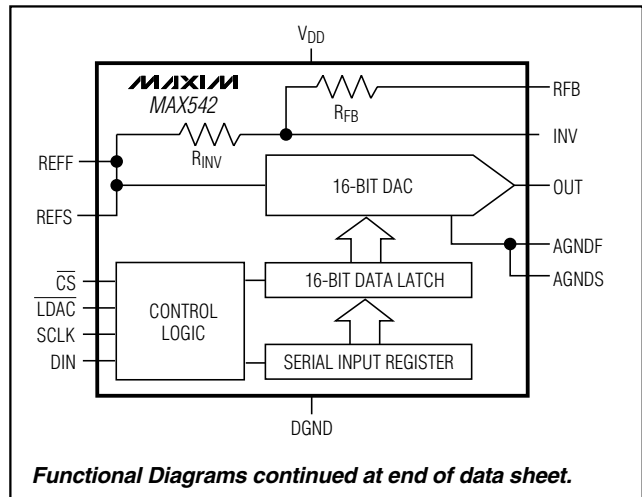 VDD
MAXIM
MAX542
RFB
RFB
INV
RINV
REFF
REFS
16-BIT DAC
OUT
AGNDF
AGNDS
CS
LDAC
SCLK
DIN
CONTROL
LOGIC
16-BIT DATA LATCH
SERIAL INPUT REGISTER
DGND
Functional Diagrams continued at end of data sheet.